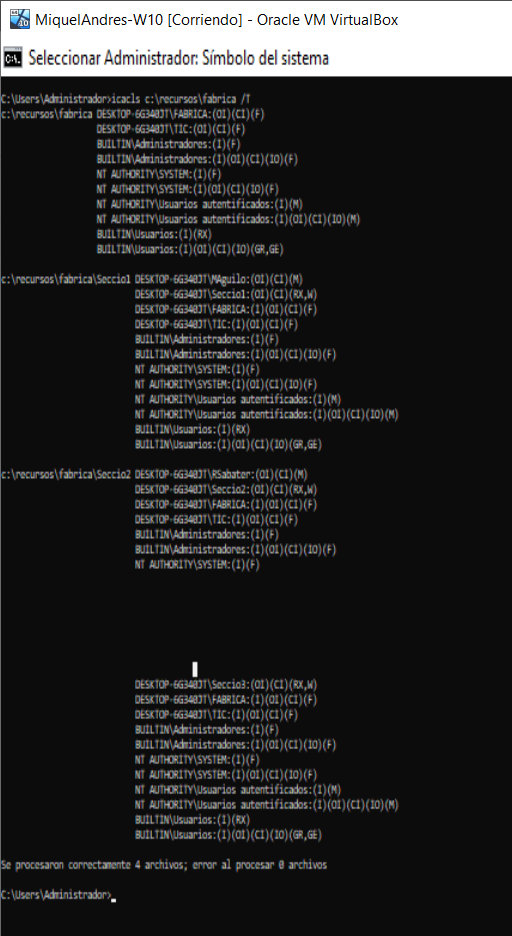 MiquelAndres-W10 [Corriendo] - Oracle VM VirtualBox
Seleccionar Administrador: Símbolo del sistema
C:\Users\Administrador>icacls c:\recursos\fabrica /T
c:\recursos\fabrica DESKTOP-6G340JT\FABRICA:(OI)(CI)(F)
DESKTOP-6G340JT\TIC:(OI)(CI)(F)
BUILTIN\Administradores:(I)(F)
BUILTIN\Administradores:(I)(OI)(CI)(IO)(F)
NT AUTHORITY\SYSTEM:(I)(F)
NT AUTHORITY\SYSTEM:(I)(OI)(CI)(IO)(F)
NT AUTHORITY\Usuarios autentificados:(I)(M)
NT AUTHORITY\Usuarios autentificados:(I)(OI)(CI)(IO)(M)
BUILTIN\Usuarios:(I)(RX)
BUILTIN\Usuarios:(I)(OI)(CI)(IO)(GR,GE)
c:\recursos\fabrica\Seccio1 DESKTOP-6G340JT\MAguilo:(OI)(CI)(M)
DESKTOP-6G340JT\Seccio1:(OI)(CI)(RX,W)
DESKTOP-6G340JT\FABRICA:(I)(OI)(CI)(F)
DESKTOP-6G340JT\TIC:(I)(OI)(CI)(F)
BUILTIN\Administradores:(I)(F)
BUILTIN\Administradores:(I)(OI)(CI)(IO)(F)
NT AUTHORITY\SYSTEM:(I)(F)
NT AUTHORITY\SYSTEM:(I)(OI)(CI)(IO)(F)
NT AUTHORITY\Usuarios autentificados:(I)(M)
NT AUTHORITY\Usuarios autentificados:(I)(OI)(CI)(IO)(M)
BUILTIN\Usuarios:(I)(RX)
BUILTIN\Usuarios:(I)(OI)(CI)(IO)(GR,GE)
c:\recursos\fabrica\Seccio2 DESKTOP-6G340JT\RSabater:(OI)(CI)(M)
DESKTOP-6G340JT\Seccio2:(OI)(CI)(RX,W)
DESKTOP-6G340JT\FABRICA:(I)(OI)(CI)(F)
DESKTOP-6G340JT\TIC:(I)(OI)(CI)(F)
BUILTIN\Administradores:(I)(F)
BUILTIN\Administradores:(I)(OI)(CI)(IO)(F)
NT AUTHORITY\SYSTEM:(I)(F)
DESKTOP-6G340JT\Seccio3:(OI)(CI)(RX,W)
DESKTOP-6G340JT\FABRICA:(I)(OI)(CI)(F)
DESKTOP-6G340JT\TIC:(I)(OI)(CI)(F)
BUILTIN\Administradores:(I)(F)
BUILTIN\Administradores:(I)(OI)(CI)(IO)(F)
NT AUTHORITY\SYSTEM:(I)(F)
NT AUTHORITY\SYSTEM:(I)(OI)(CI)(IO)(F)
NT AUTHORITY\Usuarios autentificados:(I)(M)
NT AUTHORITY\Usuarios autentificados:(I)(OI)(CI)(IO)(M)
BUILTIN\Usuarios:(I)(RX)
BUILTIN\Usuarios:(I)(OI)(CI)(IO)(GR,GE)
Se procesaron correctamente 4 archivos; error al procesar 0 archivos
C:\Users\Administrador>